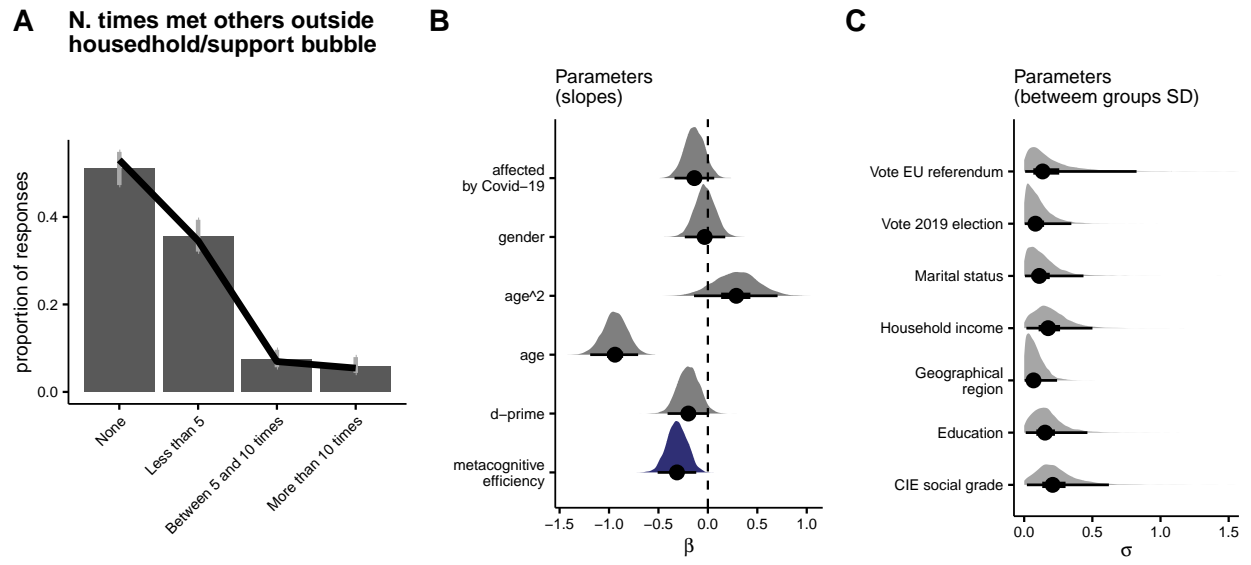 A
N. times met others outside
housedhold/support bubble
proportion of responses
0.4
0.2
0.0
None
Less than 5
Between 5 and 10 times
More than 10 times
B
Parameters
(slopes)
affected
by Covid−19
gender
age^2
age
d−prime
metacognitive
efficiency
−1.5
−1.0
−0.5
0.0
0.5
1.0
β
C
Parameters
(betweem groups SD)
Vote EU referendum
Vote 2019 election
Marital status
Household income
Geographical
region
Education
CIE social grade
0.0
0.5
1.0
1.5
σ